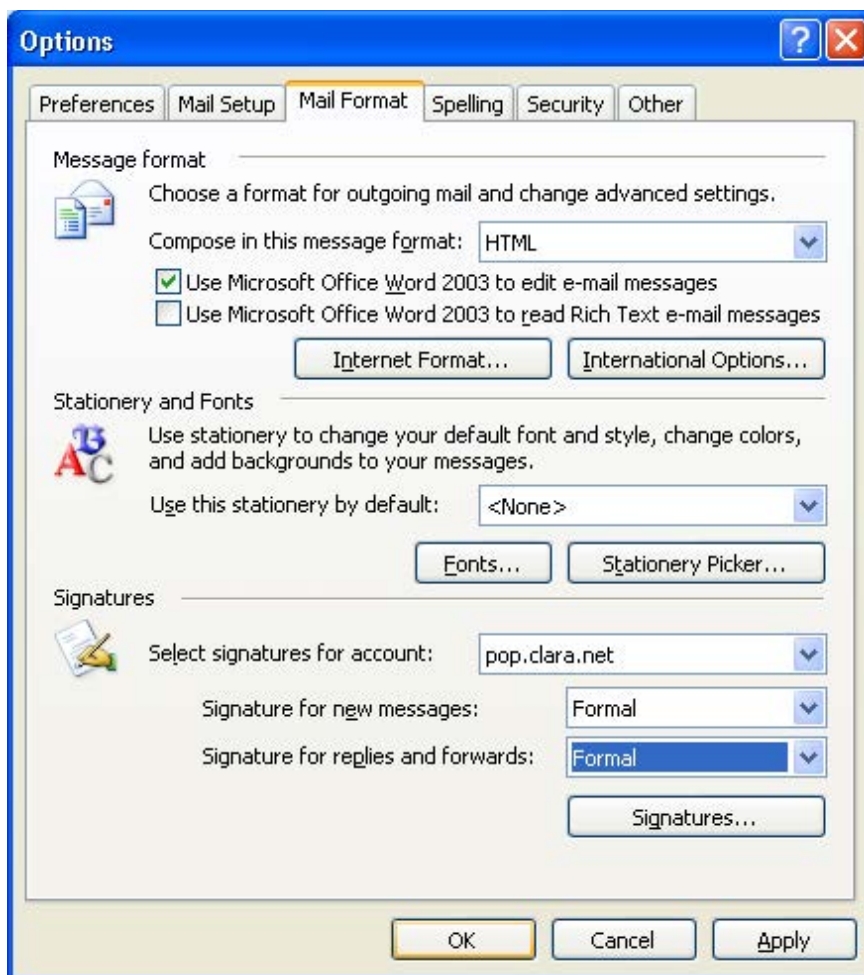 Options
Preferences Mail Setup Mail Format Spelling Security Other
Message format
Choose a format for outgoing mail and change advanced settings.
Compose in this message format: HTML
Use Microsoft Office Word 2003 to edit e-mail messages
Use Microsoft Office Word 2003 to read Rich Text e-mail messages
Internet Format... International Options...
Stationery and Fonts
Use stationery to change your default font and style, change colors,
and add backgrounds to your messages.
Use this stationery by default: <None>
Fonts... Stationery Picker...
Signatures
Select signatures for account: pop.clara.net
Signature for new messages: Formal
Signature for replies and forwards: Formal
Signatures...
OK Cancel Apply